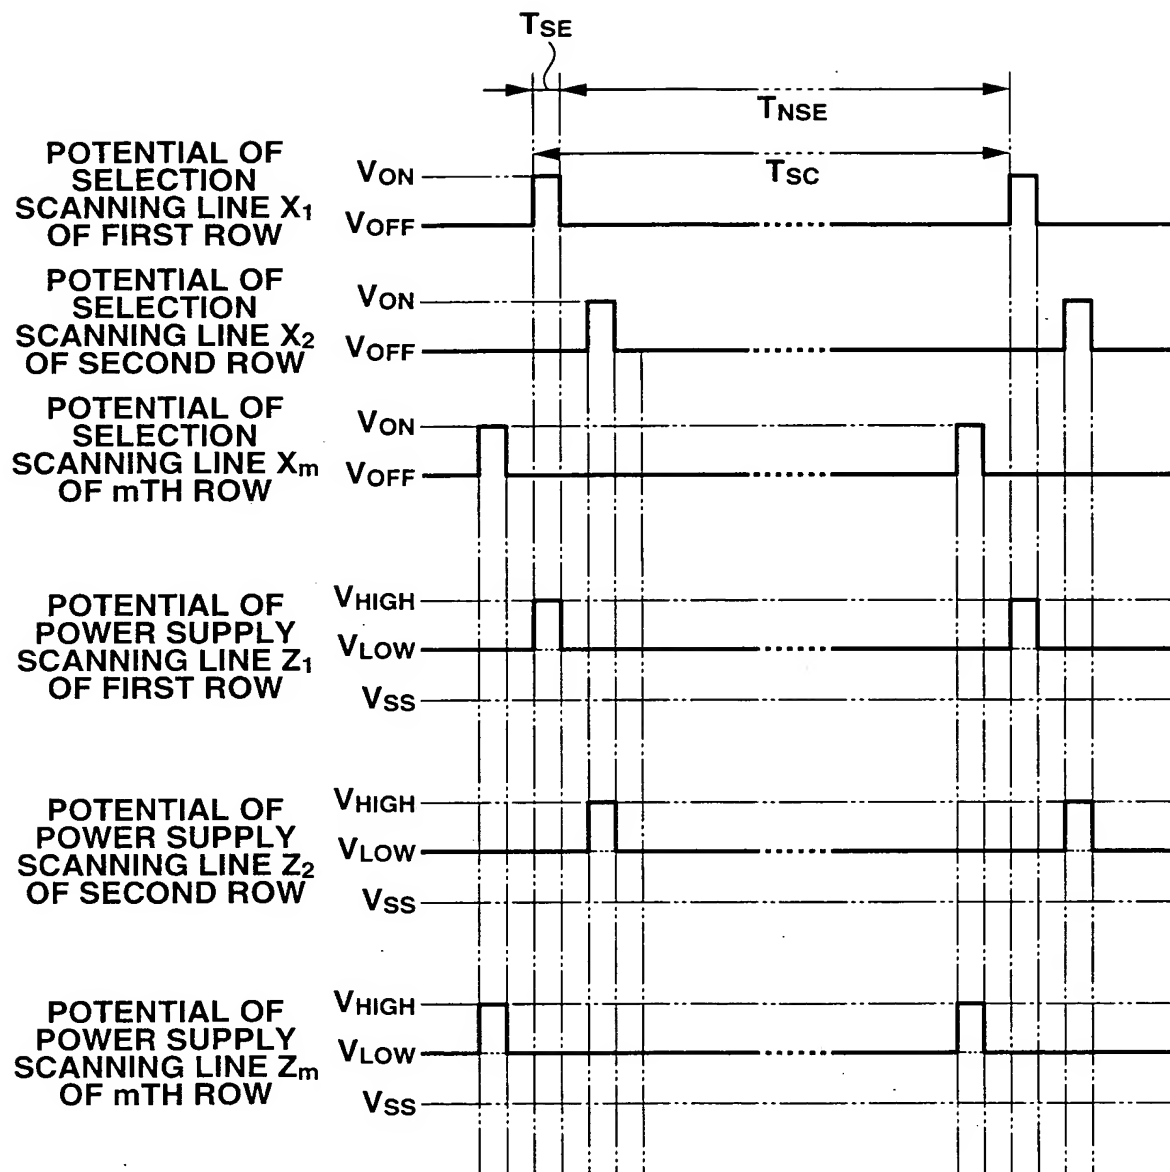 TSE
TNSE
TSC
POTENTIAL OF
SELECTION
SCANNING LINE X1
OF FIRST ROW
VON
VOFF
POTENTIAL OF
SELECTION
SCANNING LINE X2
OF SECOND ROW
VON
VOFF
POTENTIAL OF
SELECTION
SCANNING LINE Xm
OF mTH ROW
VON
VOFF
POTENTIAL OF
POWER SUPPLY
SCANNING LINE Z1
OF FIRST ROW
VHIGH
VLOW
VSS
POTENTIAL OF
POWER SUPPLY
SCANNING LINE Z2
OF SECOND ROW
VHIGH
VLOW
VSS
POTENTIAL OF
POWER SUPPLY
SCANNING LINE Zm
OF mTH ROW
VHIGH
VLOW
VSS